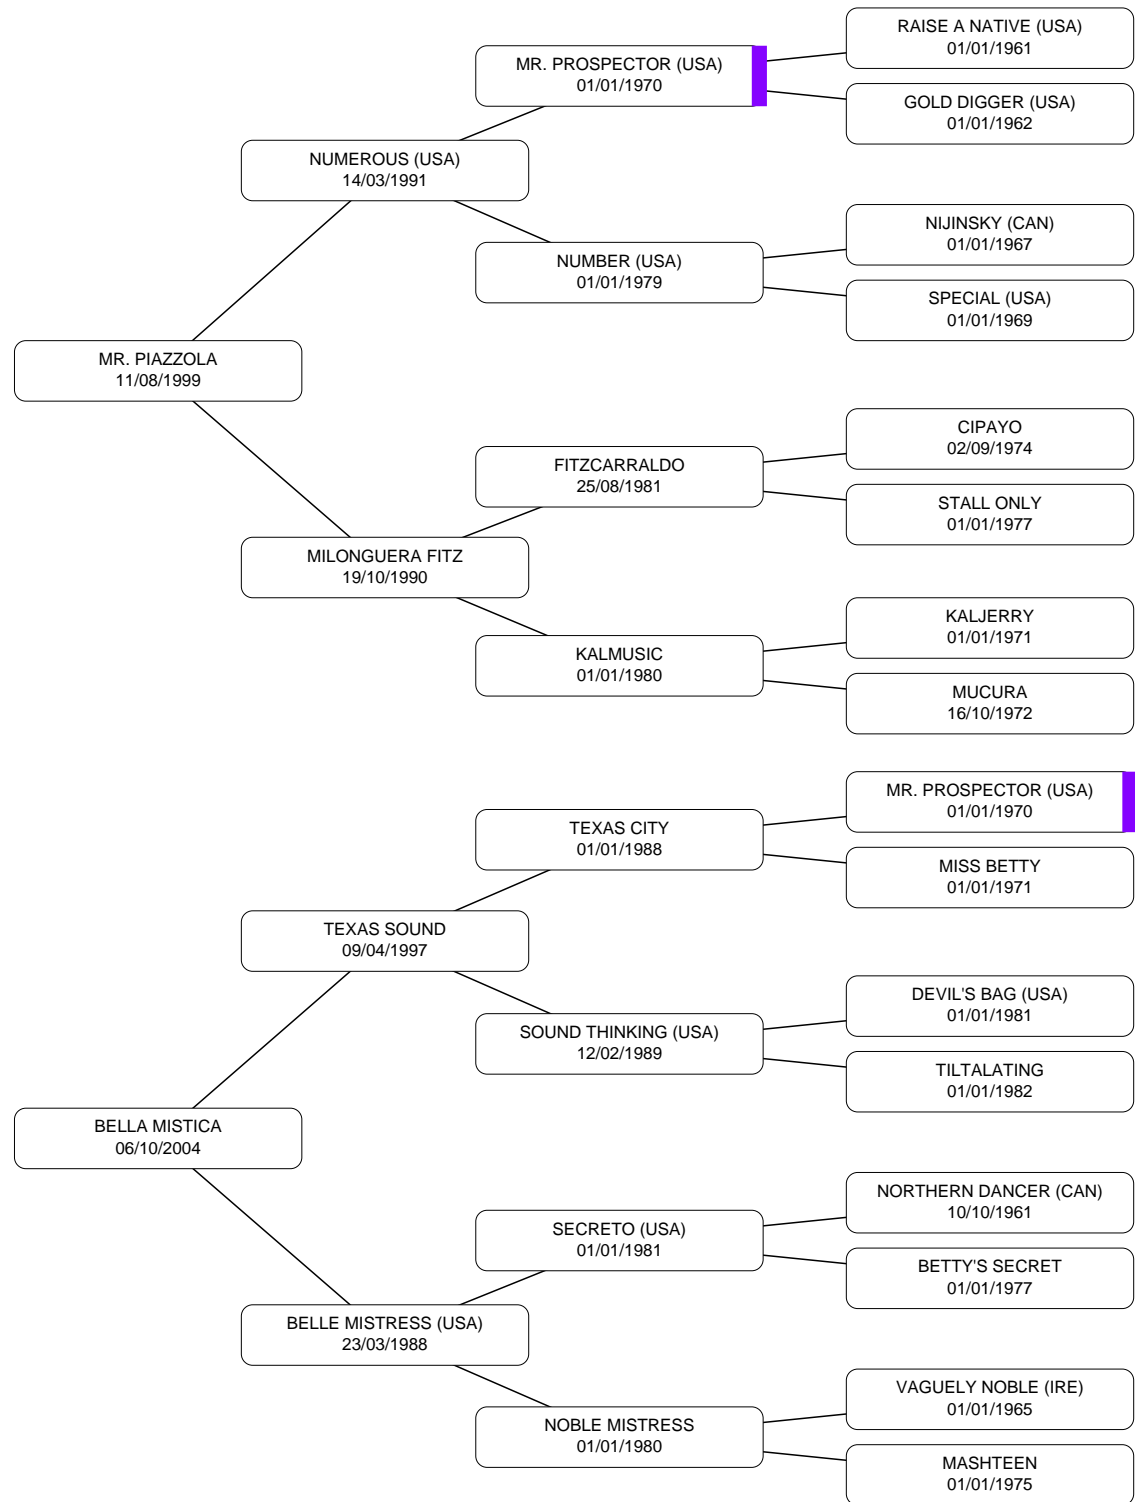 RAISE A NATIVE (USA)
01/01/1961
MR. PROSPECTOR (USA)
01/01/1970
GOLD DIGGER (USA)
01/01/1962
NUMEROUS (USA)
14/03/1991
NIJINSKY (CAN)
01/01/1967
NUMBER (USA)
01/01/1979
SPECIAL (USA)
01/01/1969
MR. PIAZZOLA
11/08/1999
CIPAYO
02/09/1974
FITZCARRALDO
25/08/1981
STALL ONLY
01/01/1977
MILONGUERA FITZ
19/10/1990
KALJERRY
01/01/1971
KALMUSIC
01/01/1980
MUCURA
16/10/1972
MR. PROSPECTOR (USA)
01/01/1970
TEXAS CITY
01/01/1988
MISS BETTY
01/01/1971
TEXAS SOUND
09/04/1997
DEVIL'S BAG (USA)
01/01/1981
SOUND THINKING (USA)
12/02/1989
TILTALATING
01/01/1982
BELLA MISTICA
06/10/2004
NORTHERN DANCER (CAN)
10/10/1961
SECRETO (USA)
01/01/1981
BETTY'S SECRET
01/01/1977
BELLE MISTRESS (USA)
23/03/1988
VAGUELY NOBLE (IRE)
01/01/1965
NOBLE MISTRESS
01/01/1980
MASHTEEN
01/01/1975